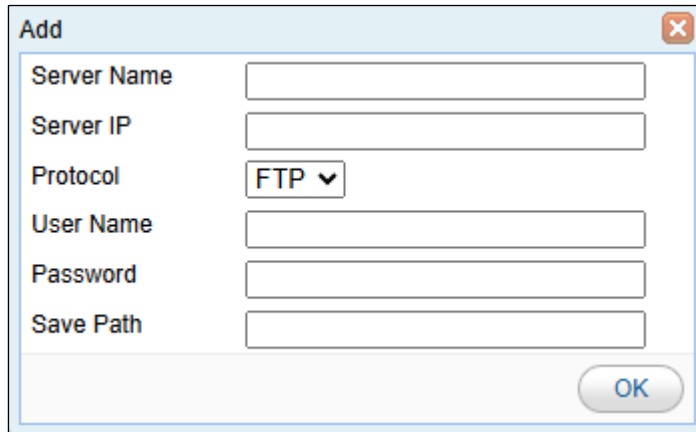 Add
Server Name
Server IP
Protocol FTP
User Name
Password
Save Path
OK